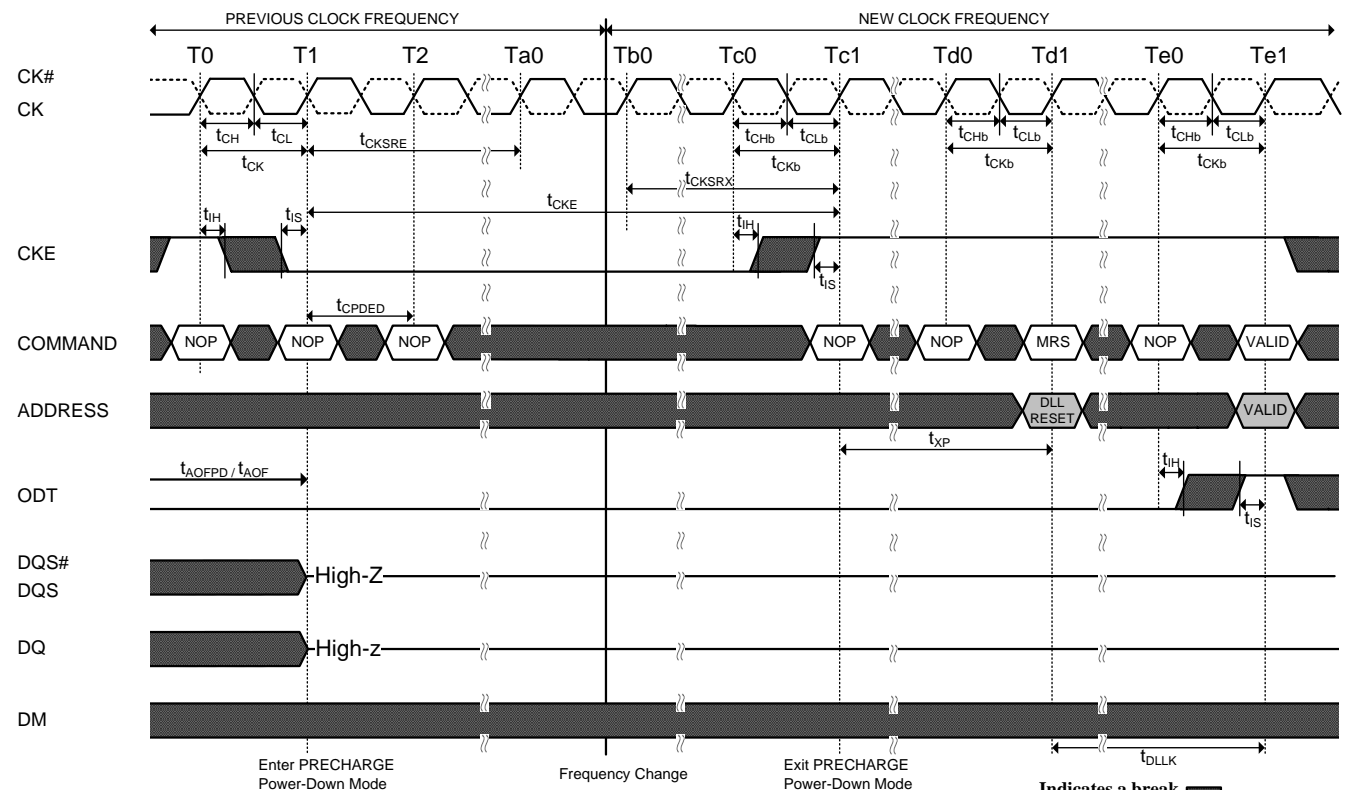 PREVIOUS CLOCK FREQUENCY
NEW CLOCK FREQUENCY
T0 T1 T2 Ta0 Tb0 Tc0 Tc1 Td0 Td1 Te0 Te1
CK#
CK
tCH tCL tCKSRE tCHb tCLb tCHb tCLb tCHb tCLb
tCK tCKb tCKb tCKb
tCKSRX
tCKE
tIH tIS tIH
CKE
tIS
tCPDED
COMMAND NOP NOP NOP NOP NOP MRS NOP VALID
ADDRESS DLL RESET VALID
tXP
tAOFPD / tAOF tIH
ODT
tIS
DQS#
DQS
High-Z
DQ High-z
DM
tDLLK
Enter PRECHARGE
Power-Down Mode
Frequency Change
Exit PRECHARGE
Power-Down Mode
Indicates a break